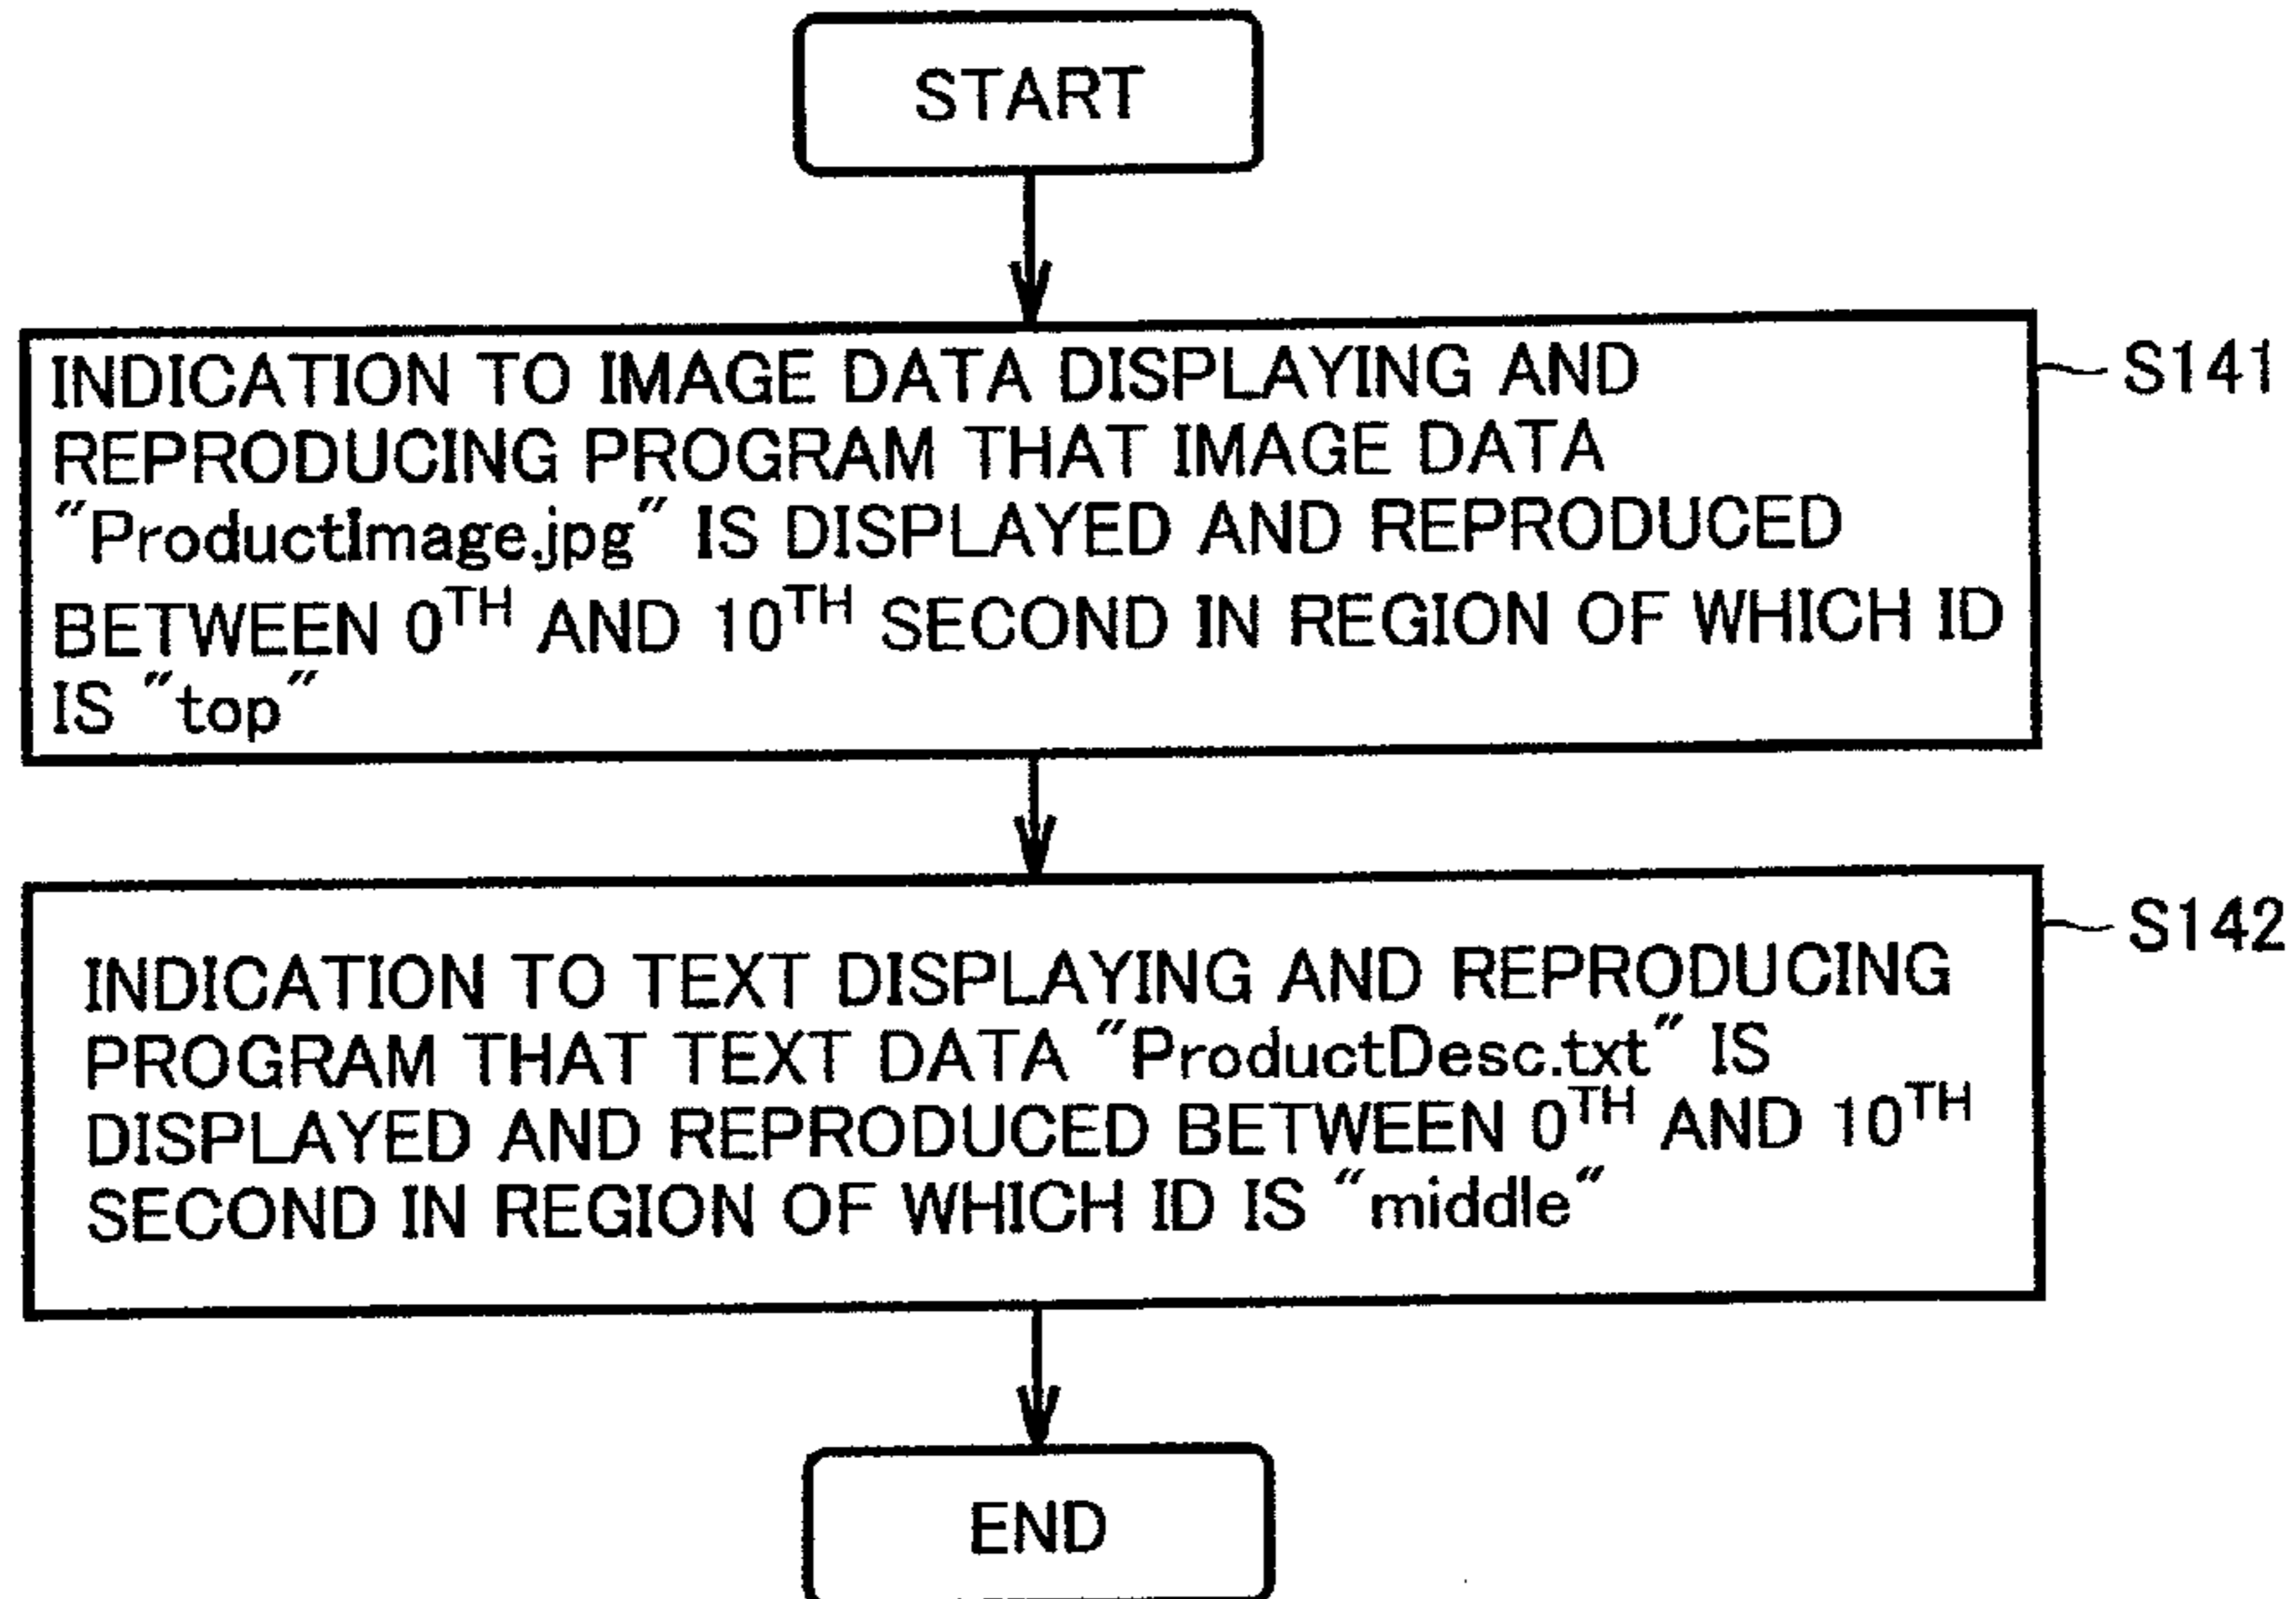 START
INDICATION TO IMAGE DATA DISPLAYING AND
REPRODUCING PROGRAM THAT IMAGE DATA
"ProductImage.jpg" IS DISPLAYED AND REPRODUCED
BETWEEN 0TH AND 10TH SECOND IN REGION OF WHICH ID
IS "top"
S141
INDICATION TO TEXT DISPLAYING AND REPRODUCING
PROGRAM THAT TEXT DATA "ProductDesc.txt" IS
DISPLAYED AND REPRODUCED BETWEEN 0TH AND 10TH
SECOND IN REGION OF WHICH ID IS "middle"
S142
END